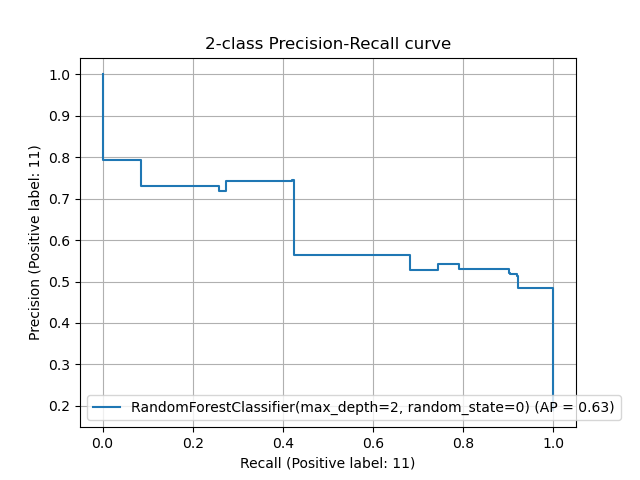 2-class Precision-Recall curve
1.0
0.9
0.8
0.7
0.6
0.5
0.4
0.3
0.2
Precision (Positive label: 11)
RandomForestClassifier(max_depth=2, random_state=0) (AP = 0.63)
0.0 0.2 0.4 0.6 0.8 1.0
Recall (Positive label: 11)